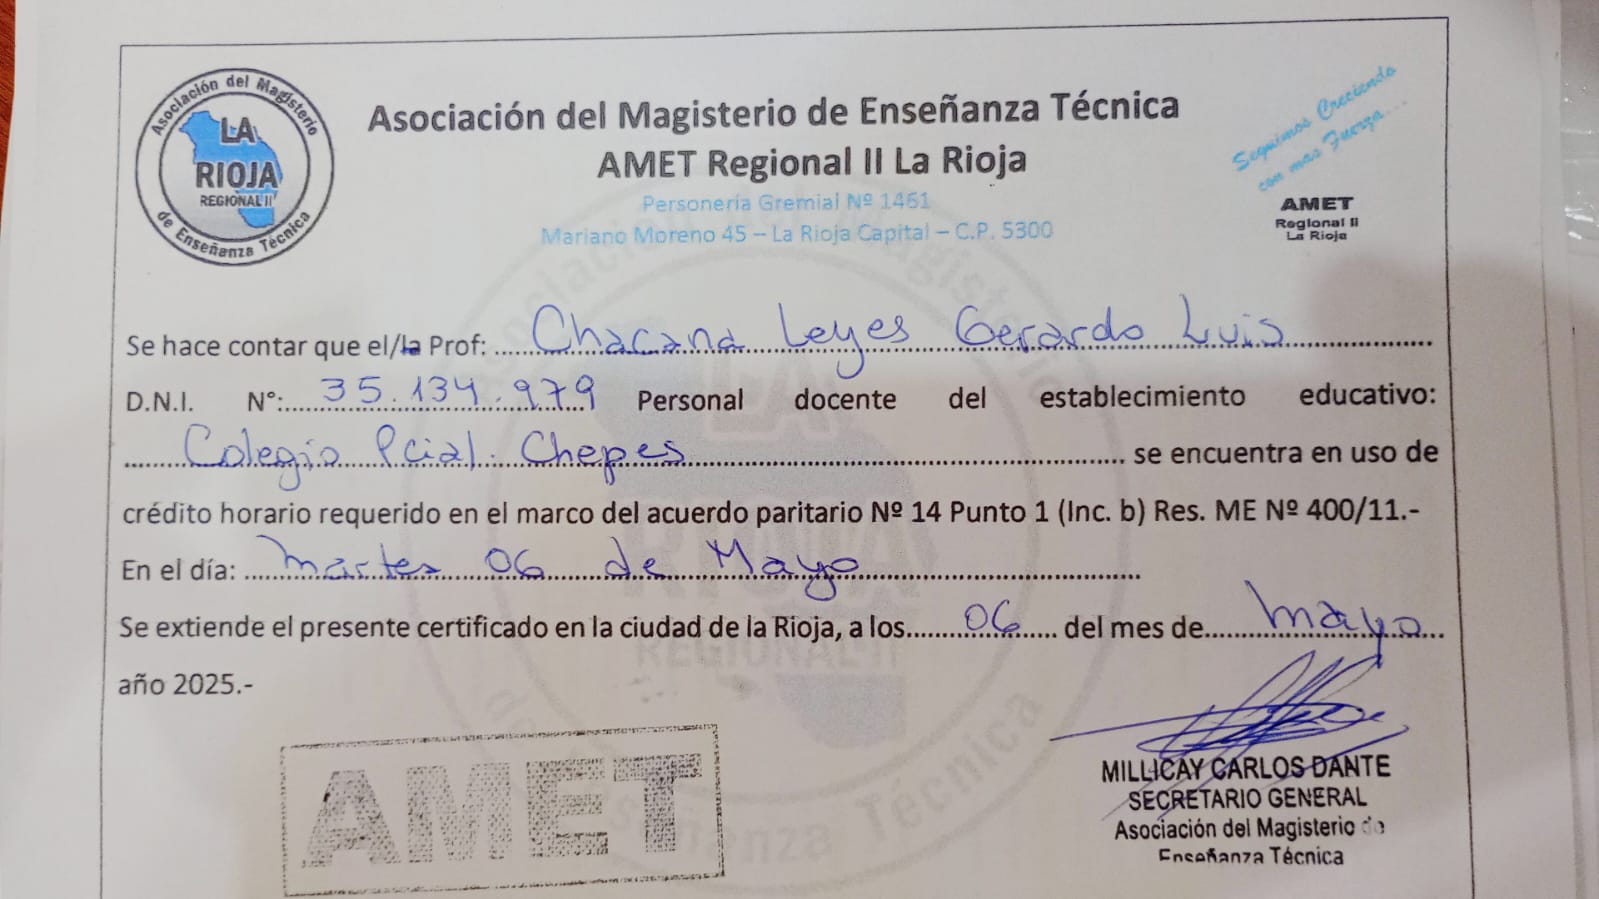 Asociación del Magisterio
de Enseñanza Técnica
LA
RIOJA
REGIONAL II
Asociación del Magisterio de Enseñanza Técnica
AMET Regional II La Rioja
Personería Gremial Nº 1461
Mariano Moreno 45 – La Rioja Capital – C.P. 5300
Seguimos Creciendo
con mas Fuerza...
AMET
Regional II
La Rioja
Se hace contar que el/la Prof: Chacana Leyes Gerardo Luis
D.N.I. N°: 35.134.979 Personal docente del establecimiento educativo:
Colegio Pcial. Chepes se encuentra en uso de
crédito horario requerido en el marco del acuerdo paritario Nº 14 Punto 1 (Inc. b) Res. ME Nº 400/11.-
En el día: martes 06 de Mayo
Se extiende el presente certificado en la ciudad de la Rioja, a los 06 del mes de mayo
año 2025.-
AMET
MILLICAY CARLOS DANTE
SECRETARIO GENERAL
Asociación del Magisterio de
Enseñanza Técnica